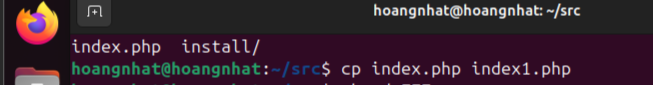 hoangnhat@hoangnhat: ~/src
index.php  install/
hoangnhat@hoangnhat:~/src$ cp index.php index1.php